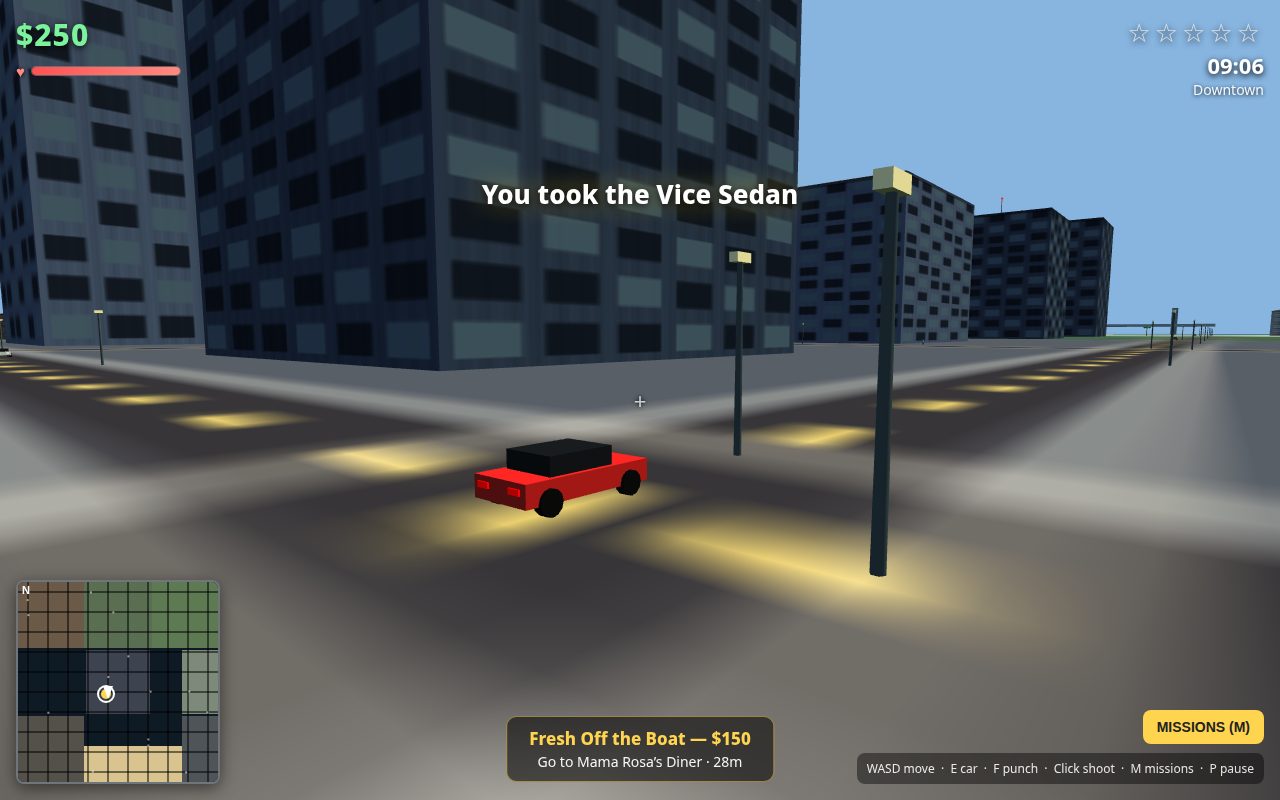 $250
09:06
Downtown
You took the Vice Sedan
N
Fresh Off the Boat — $150
Go to Mama Rosa's Diner · 28m
MISSIONS (M)
WASD move · E car · F punch · Click shoot · M missions · P pause